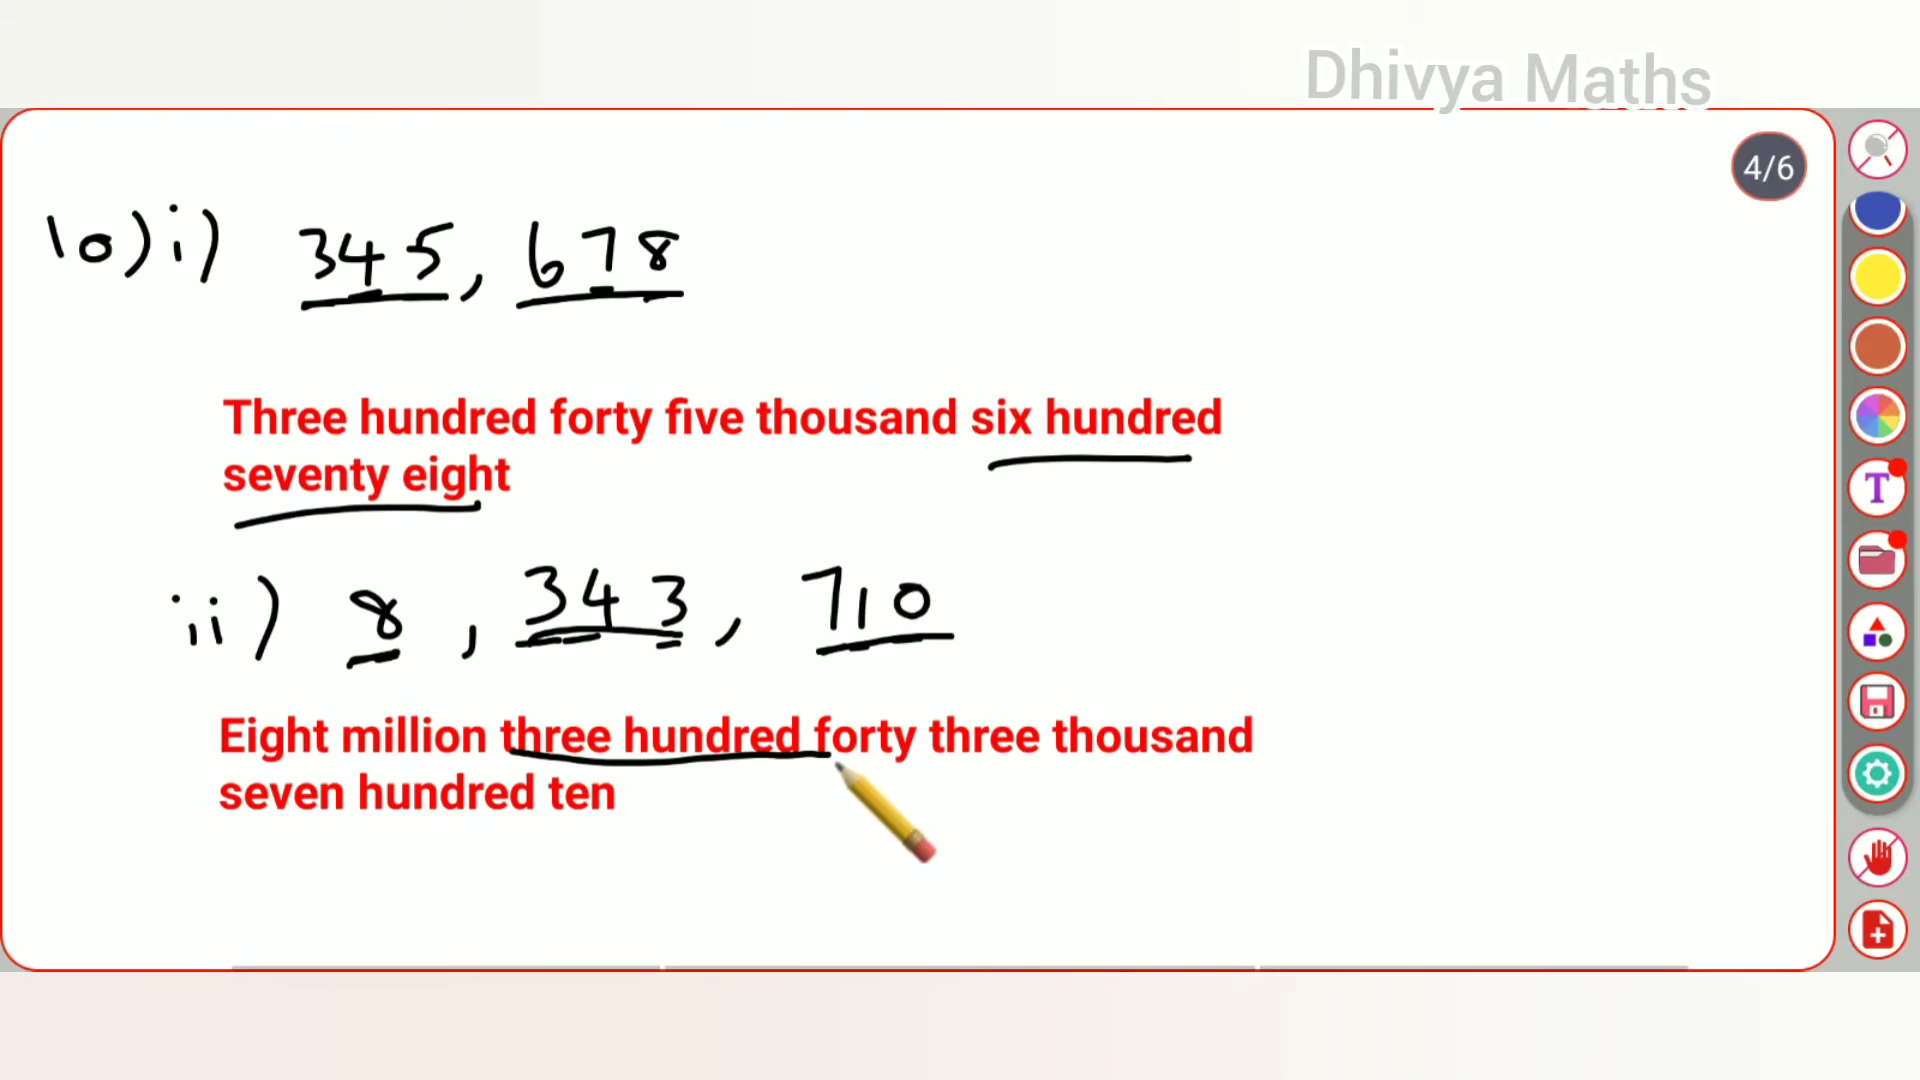 Dhivya Maths
4/6
10) i) 345, 678
Three hundred forty five thousand six hundred
seventy eight
ii) 8, 343, 710
Eight million three hundred forty three thousand
seven hundred ten
T